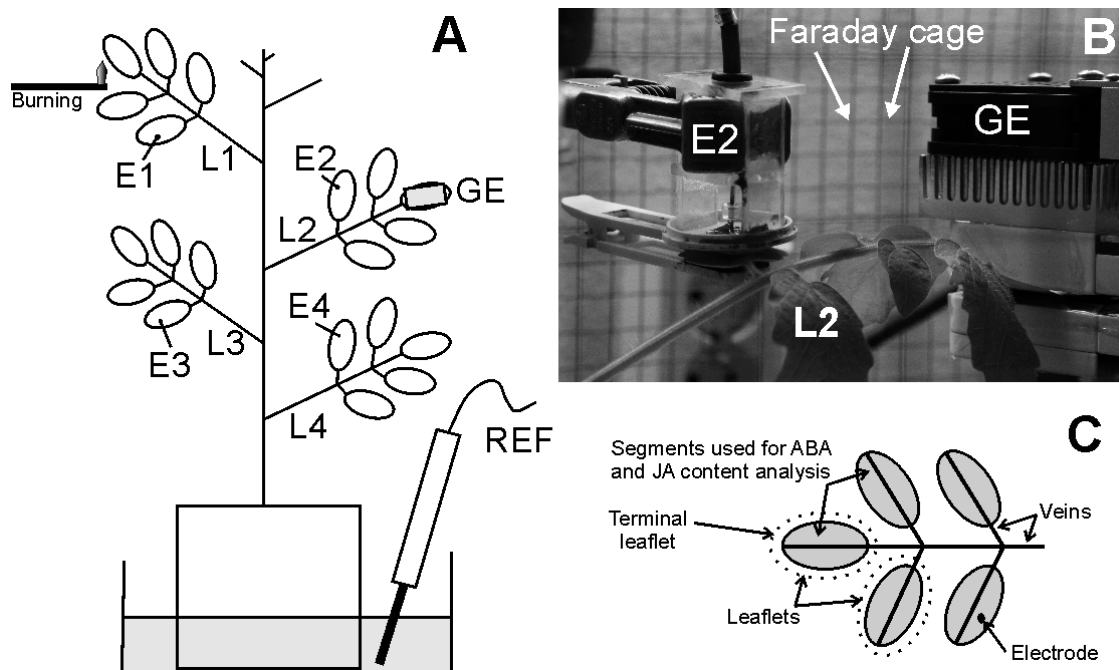 A
Burning
E1
L1
E2
GE
L2
E3
L3
E4
L4
REF
Faraday cage
B
E2
GE
L2
C
Segments used for ABA
and JA content analysis
Terminal
leaflet
Veins
Leaflets
Electrode